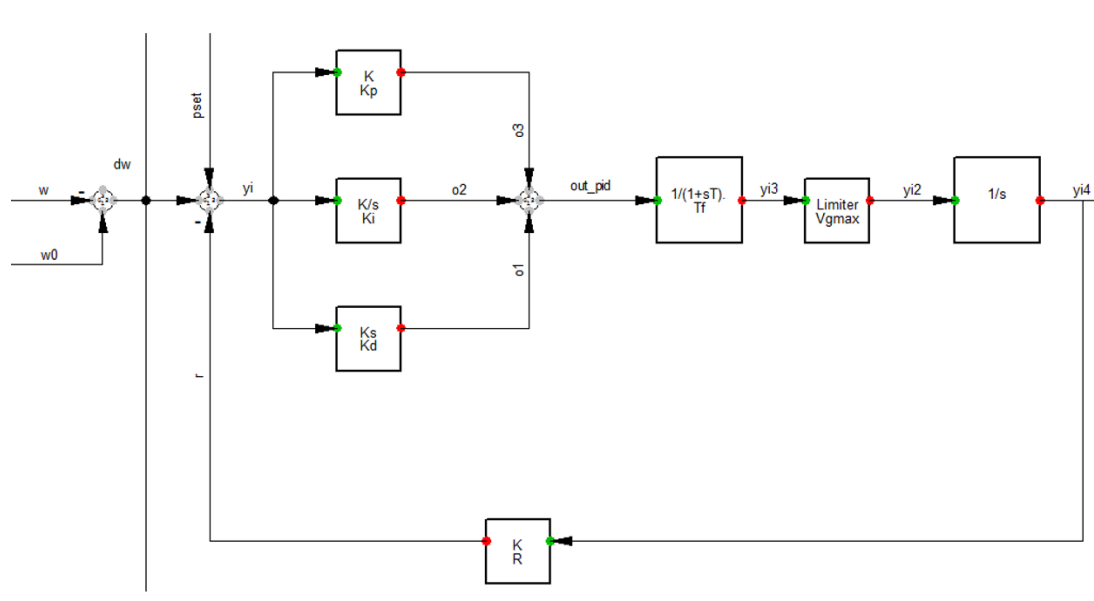 K
Kp
pset
o3
dw
w
-
yi
o2
out_pid
1/(1+sT).
Tf
yi3
yi2
1/s
yi4
K/s
Ki
Limiter
Vgmax
-
w0
o1
Ks
Kd
r
K
R